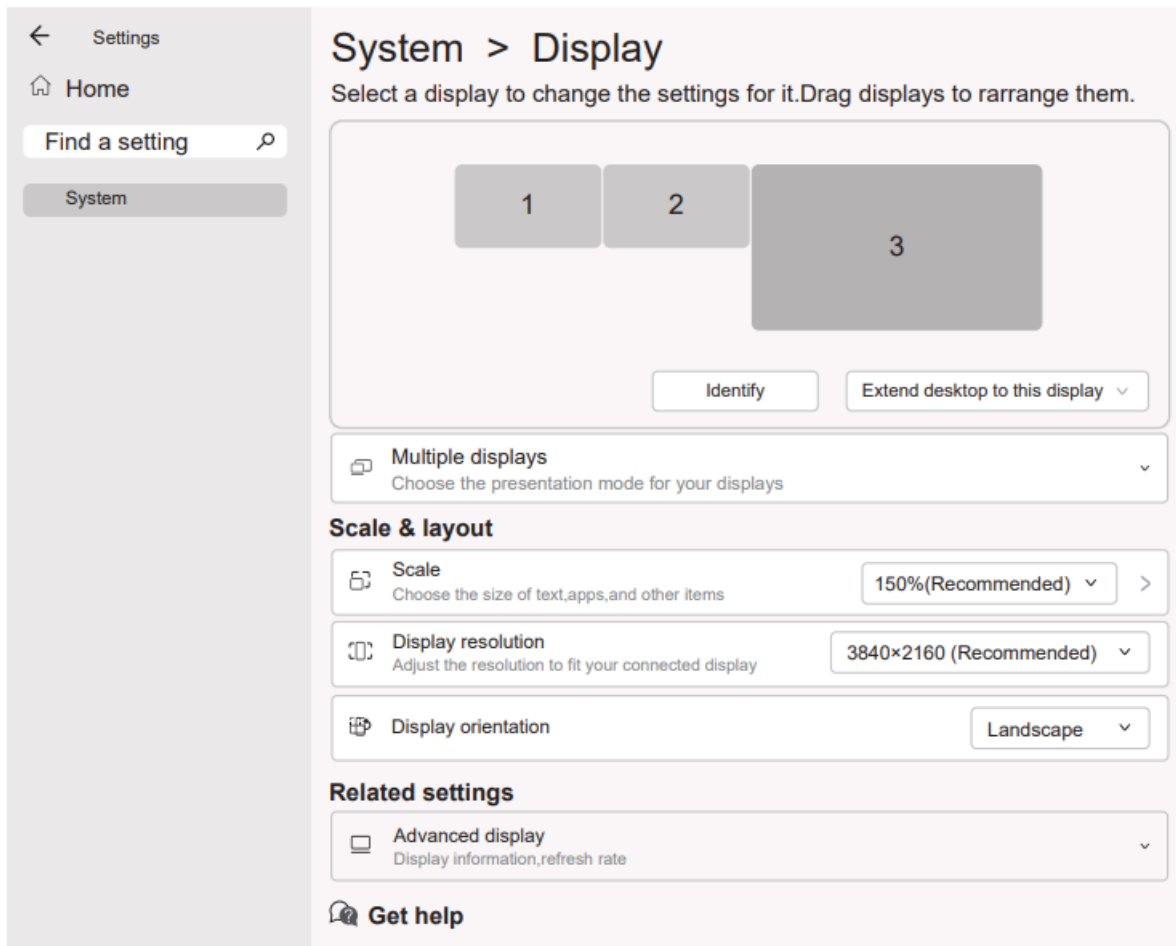 Settings
Home
Find a setting
System
System > Display
Select a display to change the settings for it.Drag displays to rarrange them.
1
2
3
Identify
Extend desktop to this display
Multiple displays
Choose the presentation mode for your displays
Scale & layout
Scale
Choose the size of text,apps,and other items
150%(Recommended)
Display resolution
Adjust the resolution to fit your connected display
3840×2160 (Recommended)
Display orientation
Landscape
Related settings
Advanced display
Display information,refresh rate
Get help